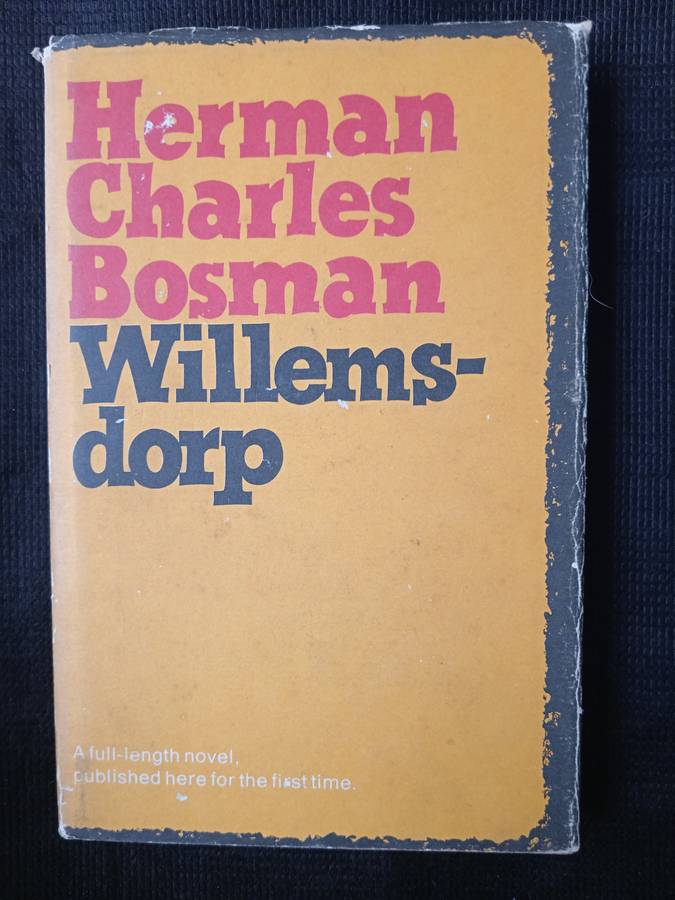 Herman
Charles
Bosman
Willems-
dorp
A full-length novel,
published here for the first time.